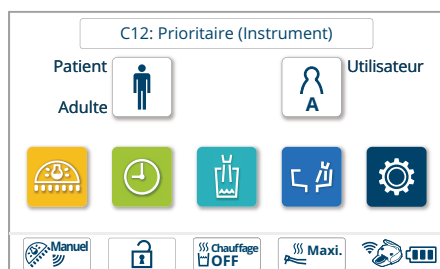 C12: Prioritaire (Instrument)
Patient
Adulte
Utilisateur
A
Manuel
Chauffage
OFF
Maxi.